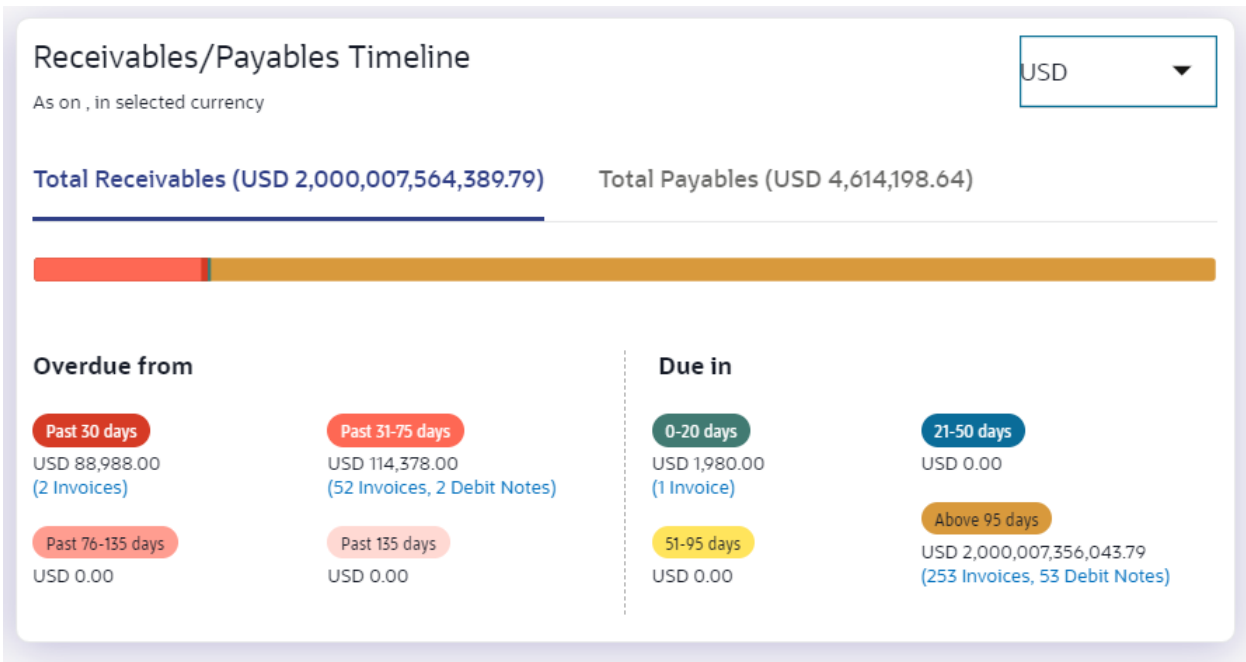 Receivables/Payables Timeline
USD
As on , in selected currency
Total Receivables (USD 2,000,007,564,389.79)
Total Payables (USD 4,614,198.64)
Overdue from
Past 30 days
USD 88,988.00
(2 Invoices)
Past 31-75 days
USD 114,378.00
(52 Invoices, 2 Debit Notes)
Past 76-135 days
USD 0.00
Past 135 days
USD 0.00
Due in
0-20 days
USD 1,980.00
(1 Invoice)
21-50 days
USD 0.00
51-95 days
USD 0.00
Above 95 days
USD 2,000,007,356,043.79
(253 Invoices, 53 Debit Notes)